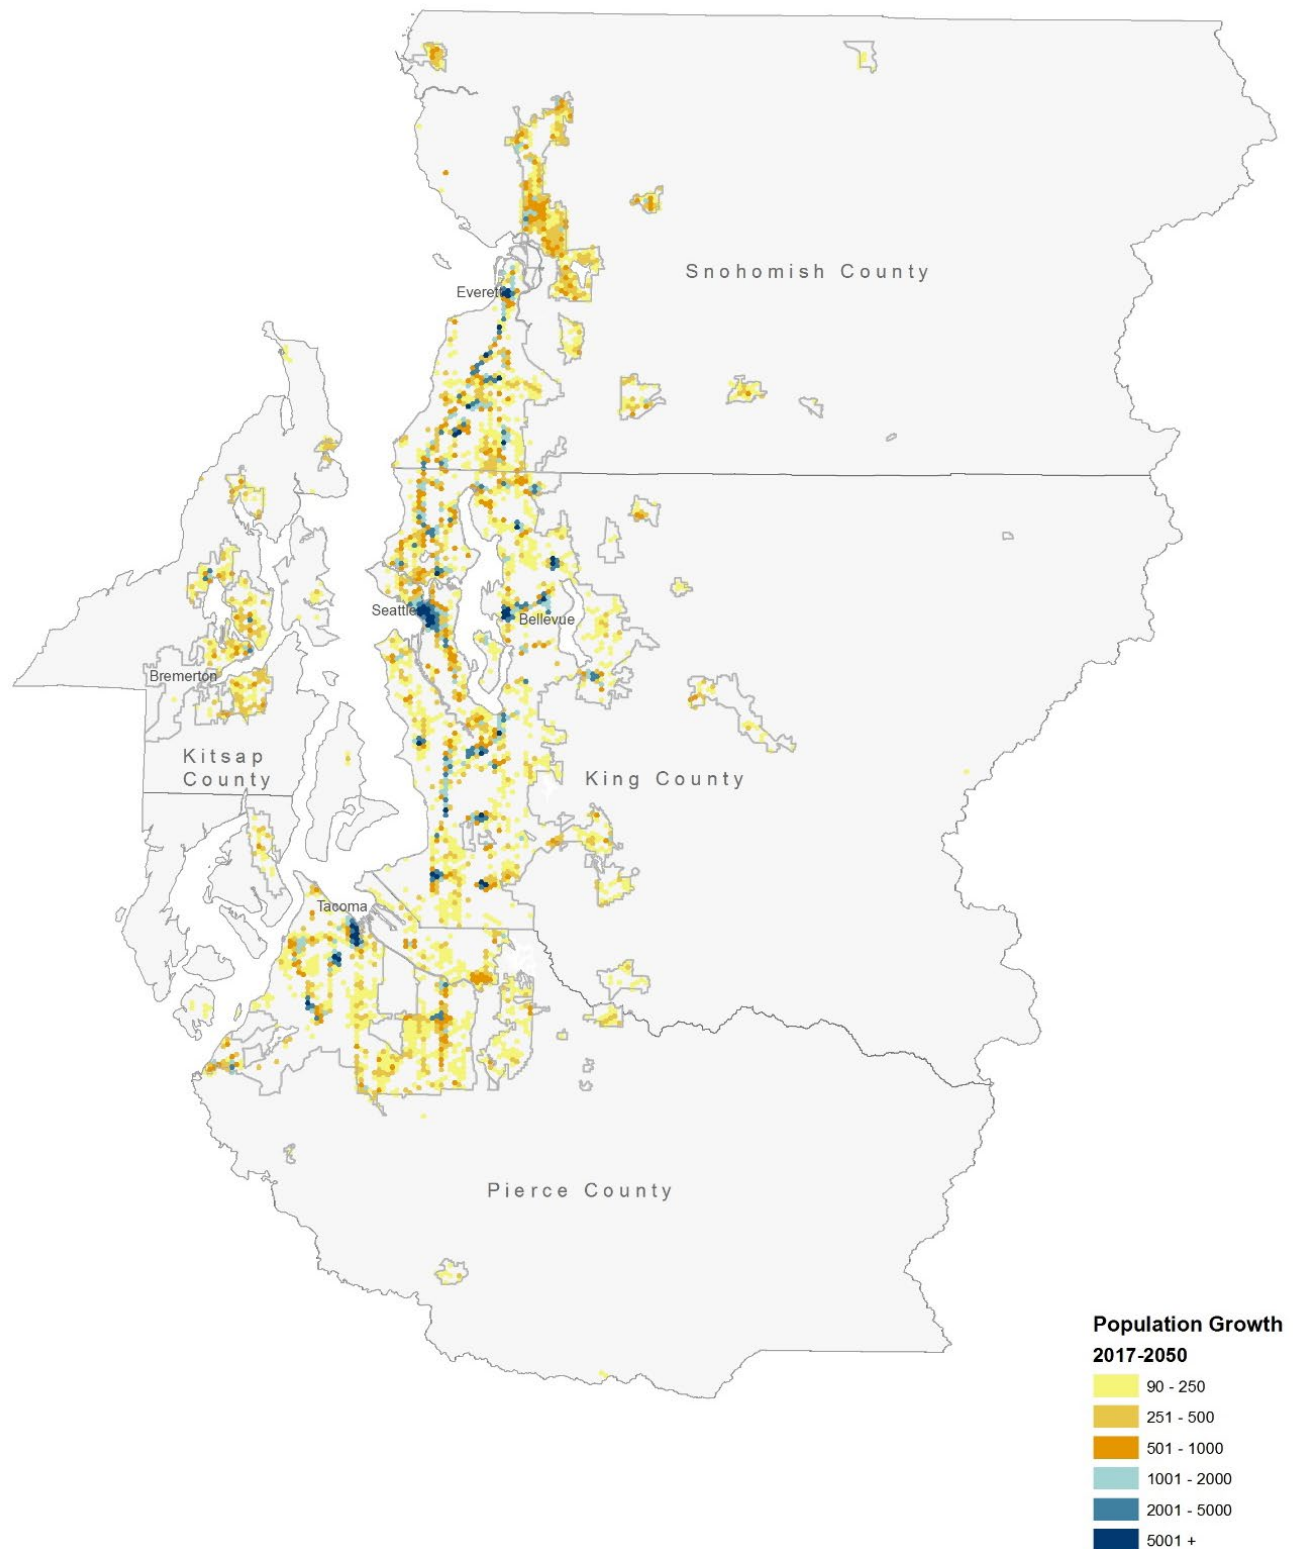 Snohomish County
Everett
Seattle
Bellevue
Bremerton
Kitsap
County
King County
Tacoma
Pierce County
Population Growth
2017-2050
90 - 250
251 - 500
501 - 1000
1001 - 2000
2001 - 5000
5001 +